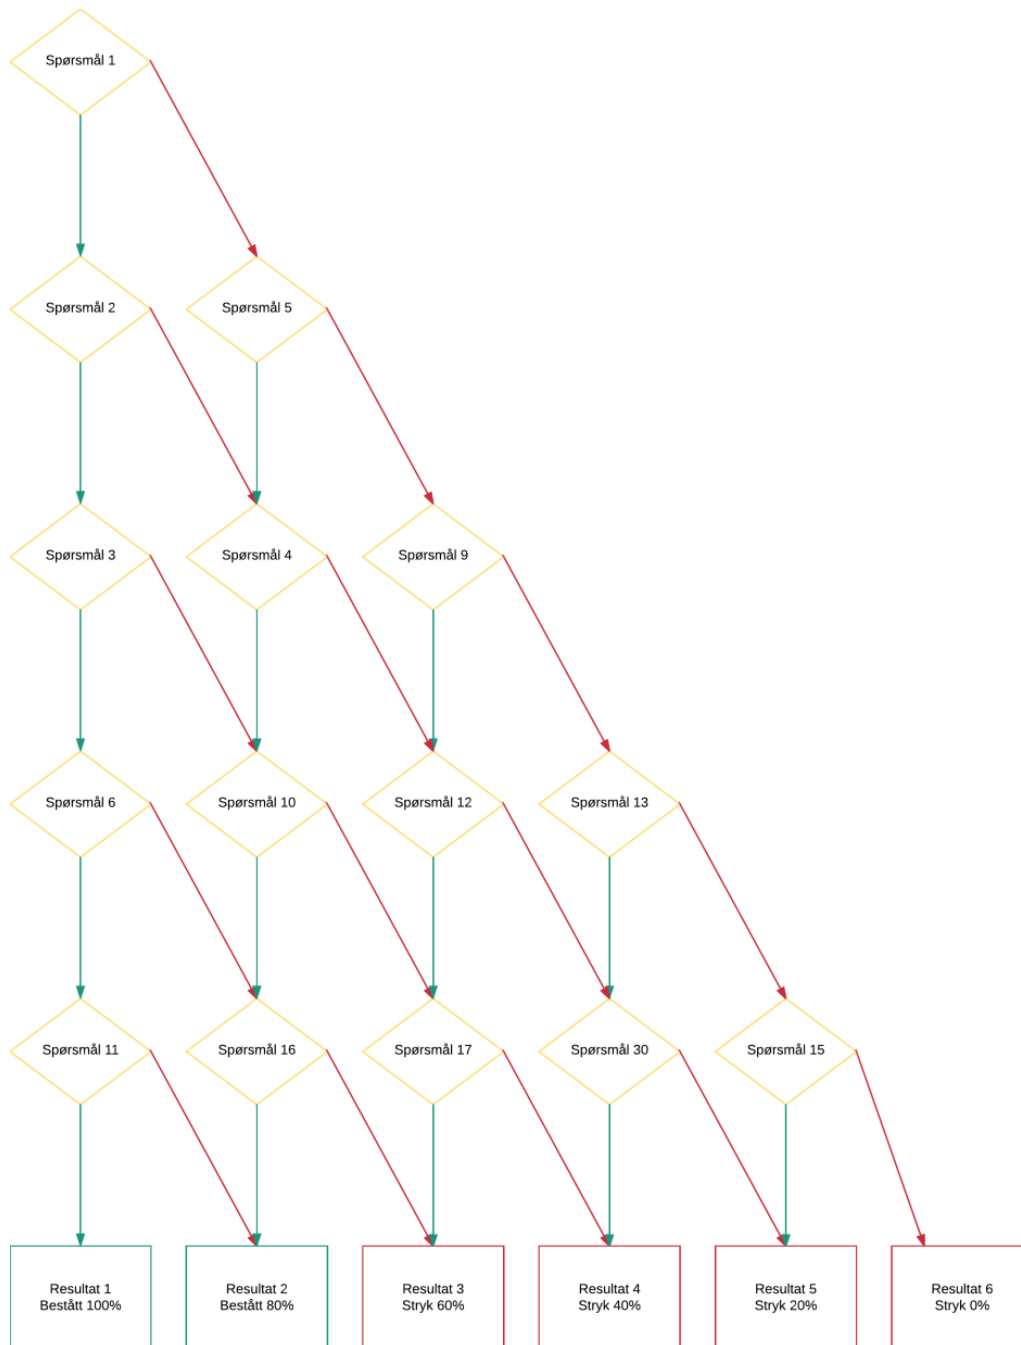 Spørsmål 1
Spørsmål 2
Spørsmål 5
Spørsmål 3
Spørsmål 4
Spørsmål 9
Spørsmål 6
Spørsmål 10
Spørsmål 12
Spørsmål 13
Spørsmål 11
Spørsmål 16
Spørsmål 17
Spørsmål 30
Spørsmål 15
Resultat 1
Bestått 100%
Resultat 2
Bestått 80%
Resultat 3
Stryk 60%
Resultat 4
Stryk 40%
Resultat 5
Stryk 20%
Resultat 6
Stryk 0%